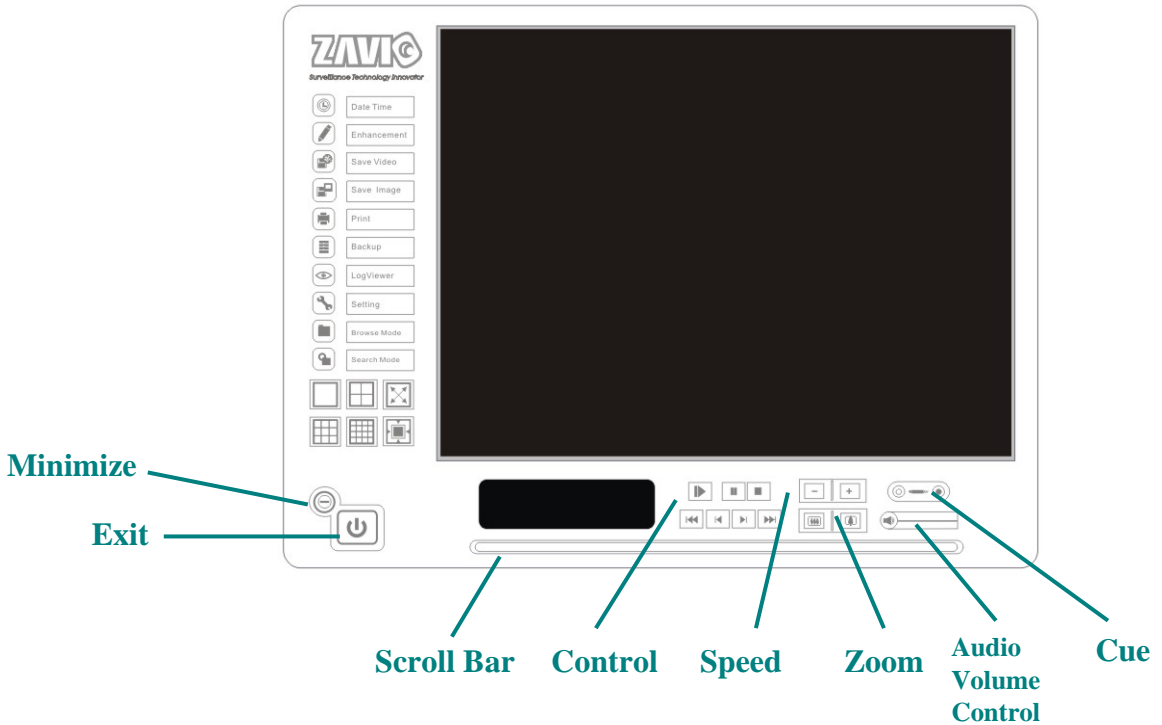 ZAVIO
Surveillance Technology Innovator
Date Time
Enhancement
Save Video
Save Image
Print
Backup
LogViewer
Setting
Browse Mode
Search Mode
Minimize
Exit
Scroll Bar
Control
Speed
Zoom
Audio
Volume
Control
Cue